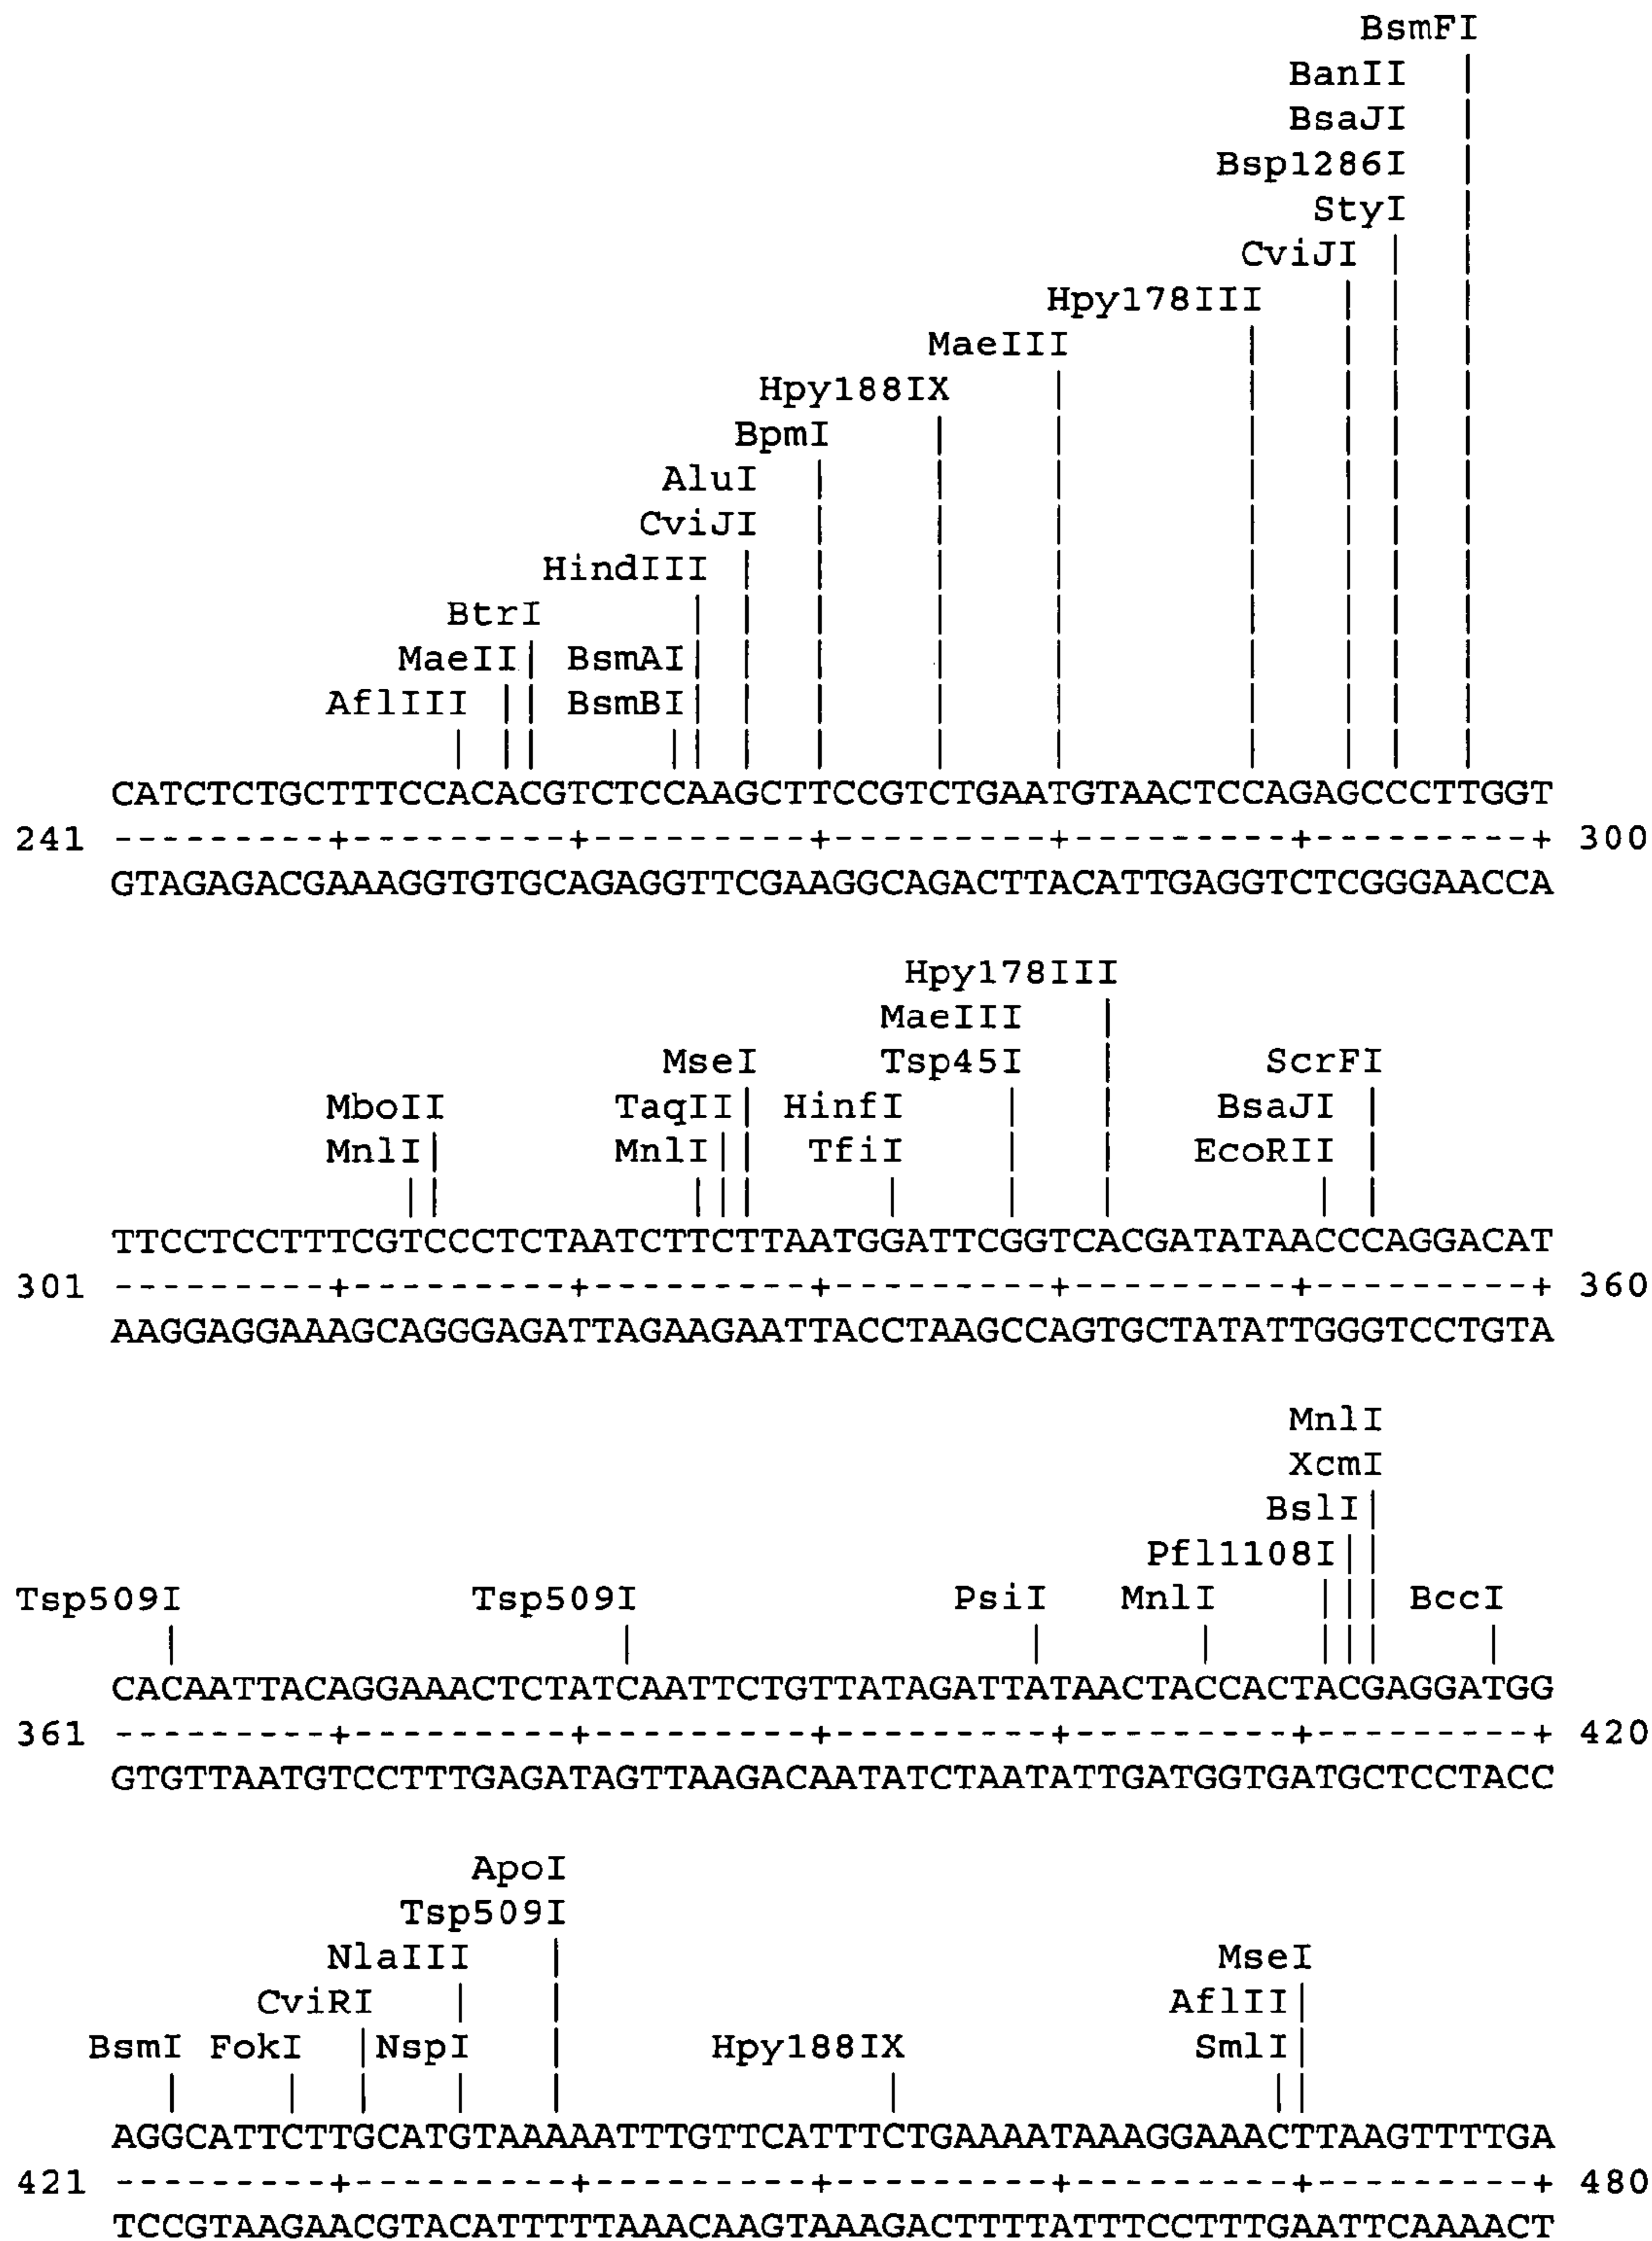 BsmFI
BanII
BsaJI
Bsp1286I
StyI
CviJI
Hpy178III
MaeIII
Hpy188IX
BpmI
AluI
CviJI
HindIII
BtrI
MaeII BsmAI
AflIII BsmBI
CATCTCTGCTTTCCACACGTCTCCAAGCTTCCGTCTGAATGTAACTCCAGAGCCCTTGGT
241 ---------+---------+---------+---------+---------+---------+ 300
GTAGAGACGAAAGGTGTGCAGAGGTTCGAAGGCAGACTTACATTGAGGTCTCGGGAACCA
Hpy178III
MaeIII
MseI Tsp45I ScrFI
MboII TaqII HinfI BsaJI
MnlI MnlI TfiI EcoRII
TTCCTCCTTTCGTCCCTCTAATCTTCTTAATGGATTCGGTCACGATATAACCCAGGACAT
301 ---------+---------+---------+---------+---------+---------+ 360
AAGGAGGAAAGCAGGGAGATTAGAAGAATTACCTAAGCCAGTGCTATATTGGGTCCTGTA
MnlI
XcmI
BslI
Pfl1108I
Tsp509I Tsp509I PsiI MnlI BccI
CACAATTACAGGAAACTCTATCAATTCTGTTATAGATTATAACTACCACTACGAGGATGG
361 ---------+---------+---------+---------+---------+---------+ 420
GTGTTAATGTCCTTTGAGATAGTTAAGACAATATCTAATATTGATGGTGATGCTCCTACC
ApoI
Tsp509I
NlaIII MseI
CviRI AflII
BsmI FokI NspI Hpy188IX SmlI
AGGCATTCTTGCATGTAAAAAATTTGTTCATTTCTGAAAATAAAGGAAACTTAAGTTTTGA
421 ---------+---------+---------+---------+---------+---------+ 480
TCCGTAAGAACGTACATTTTTTAAACAAGTAAAGACTTTTATTTCCTTTGAATTCAAAACT